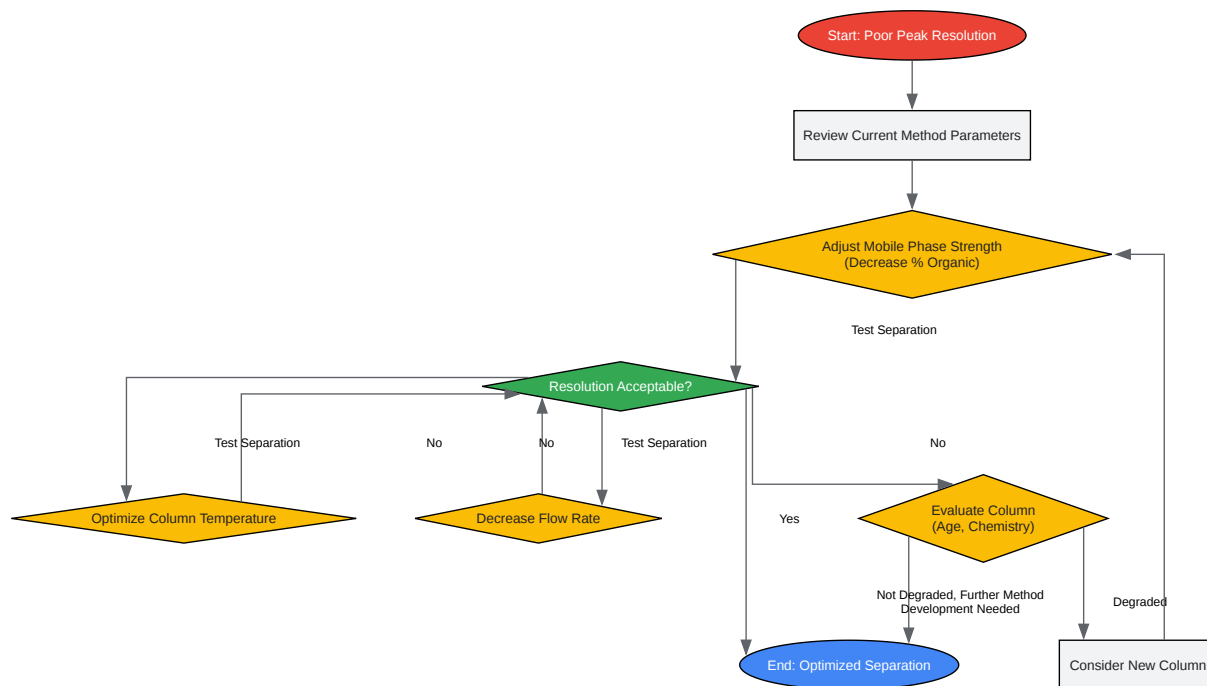 Start: Poor Peak Resolution
Review Current Method Parameters
Adjust Mobile Phase Strength
(Decrease % Organic)
Test Separation
Resolution Acceptable?
Test Separation
No
No
Test Separation
No
Optimize Column Temperature
Decrease Flow Rate
Yes
Evaluate Column
(Age, Chemistry)
Not Degraded, Further Method
Development Needed
Degraded
End: Optimized Separation
Consider New Column